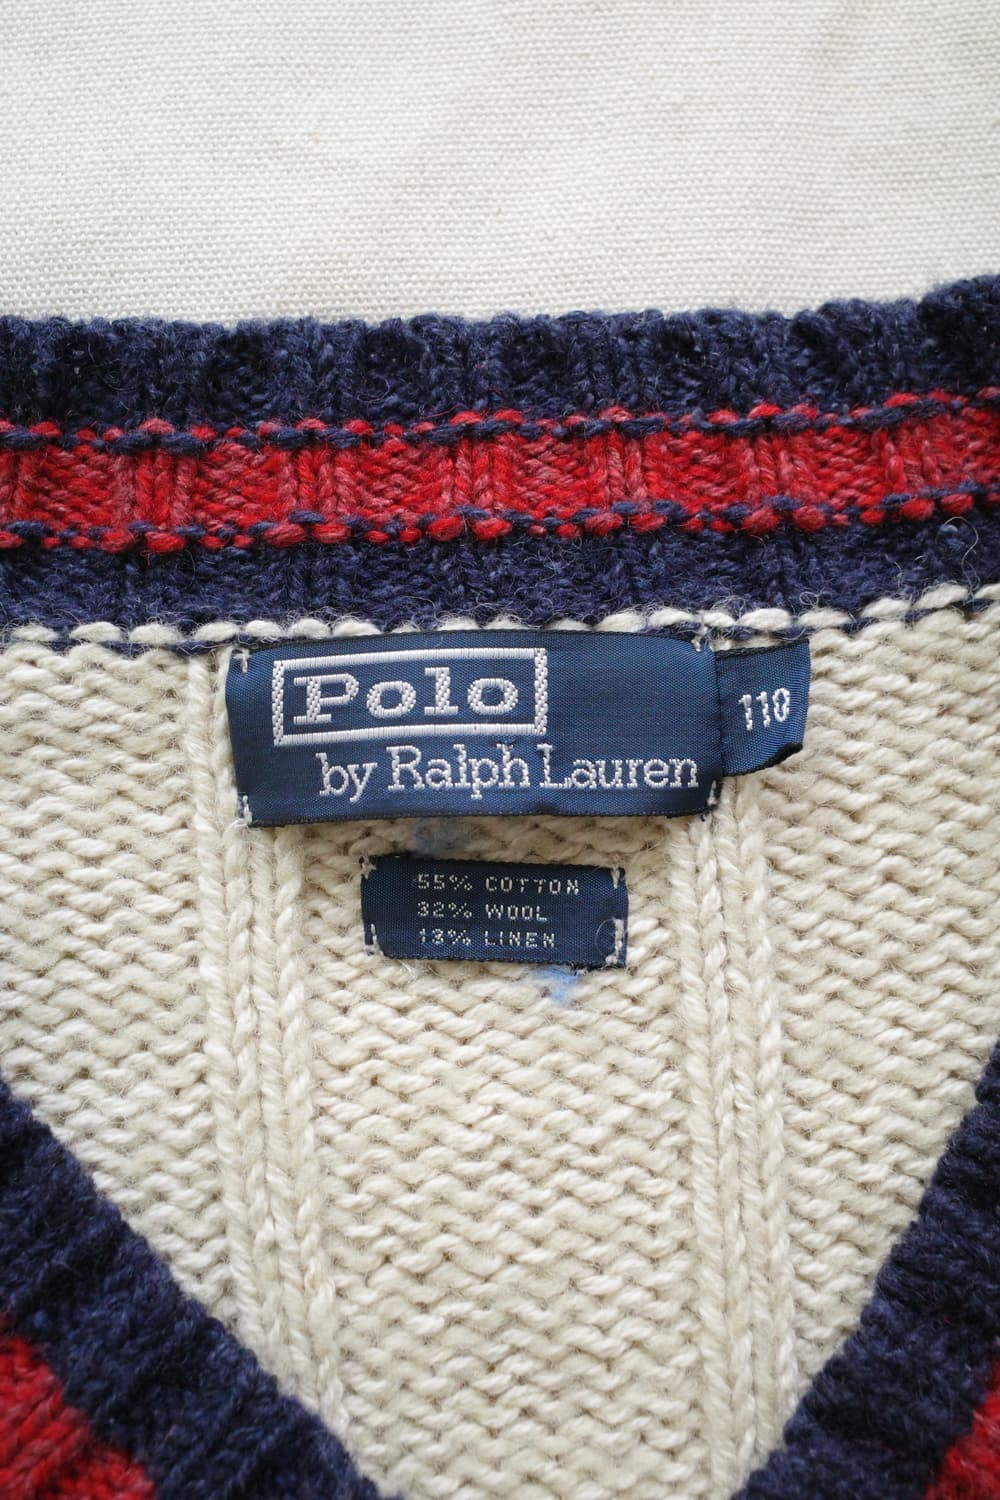 Polo
by Ralph Lauren
110
55% COTTON
32% WOOL
13% LINEN